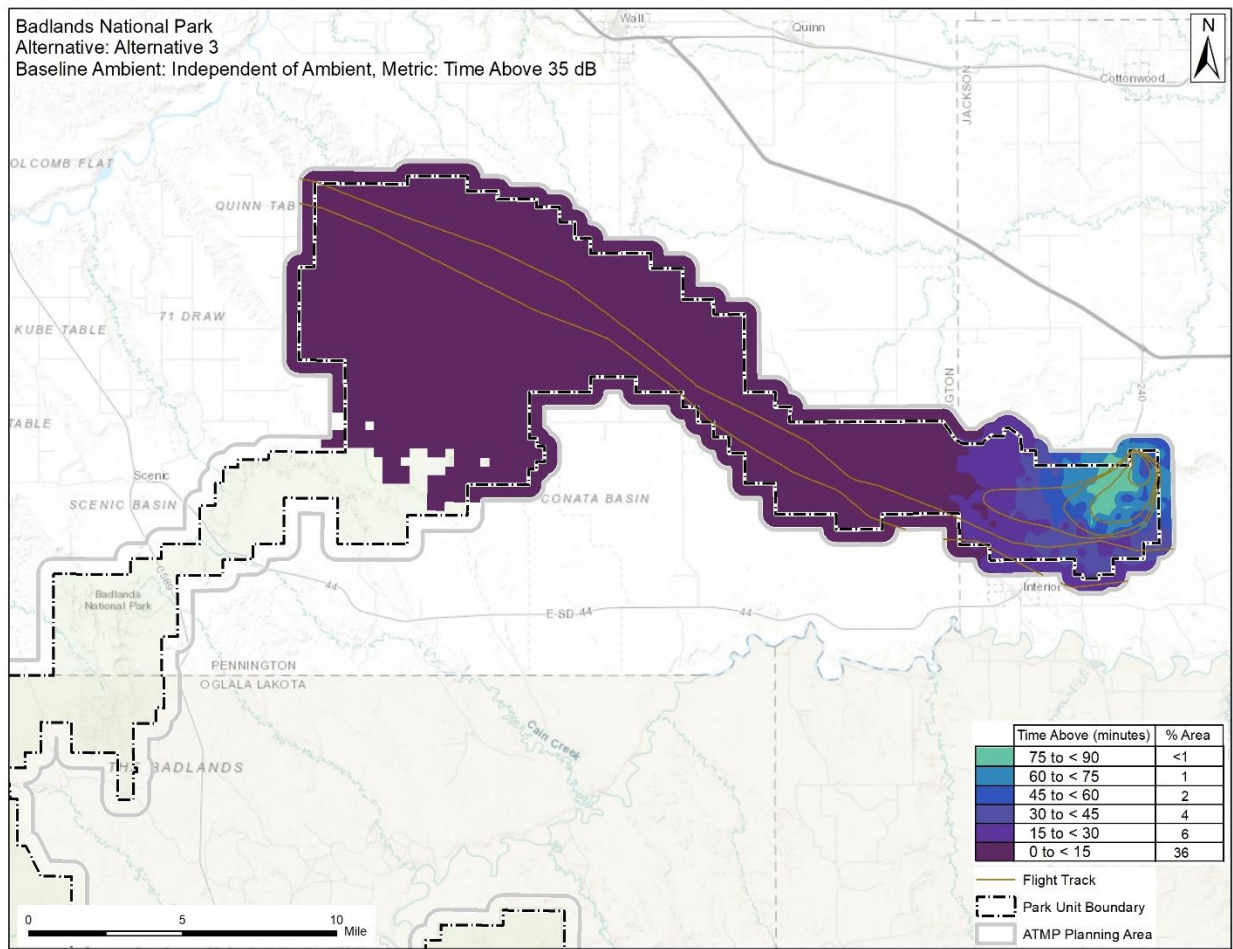 Badlands National Park
Alternative: Alternative 3
Baseline Ambient: Independent of Ambient, Metric: Time Above 35 dB
N
Wall
Quinn
Cottonwood
JACKSON
OLCOMB FLAT
QUINN TAB
71 DRAW
KUBE TABLE
TABLE
240
NGTON
Scenic
SCENIC BASIN
CONATA BASIN
Badlands
National Park
44
E-SD 44
44
Interior
PENNINGTON
OGLALA LAKOTA
Cain Creek
BADLANDS
Time Above (minutes) % Area
75 to < 90 <1
60 to < 75 1
45 to < 60 2
30 to < 45 4
15 to < 30 6
0 to < 15 36
Flight Track
Park Unit Boundary
ATMP Planning Area
0 5 10
Mile